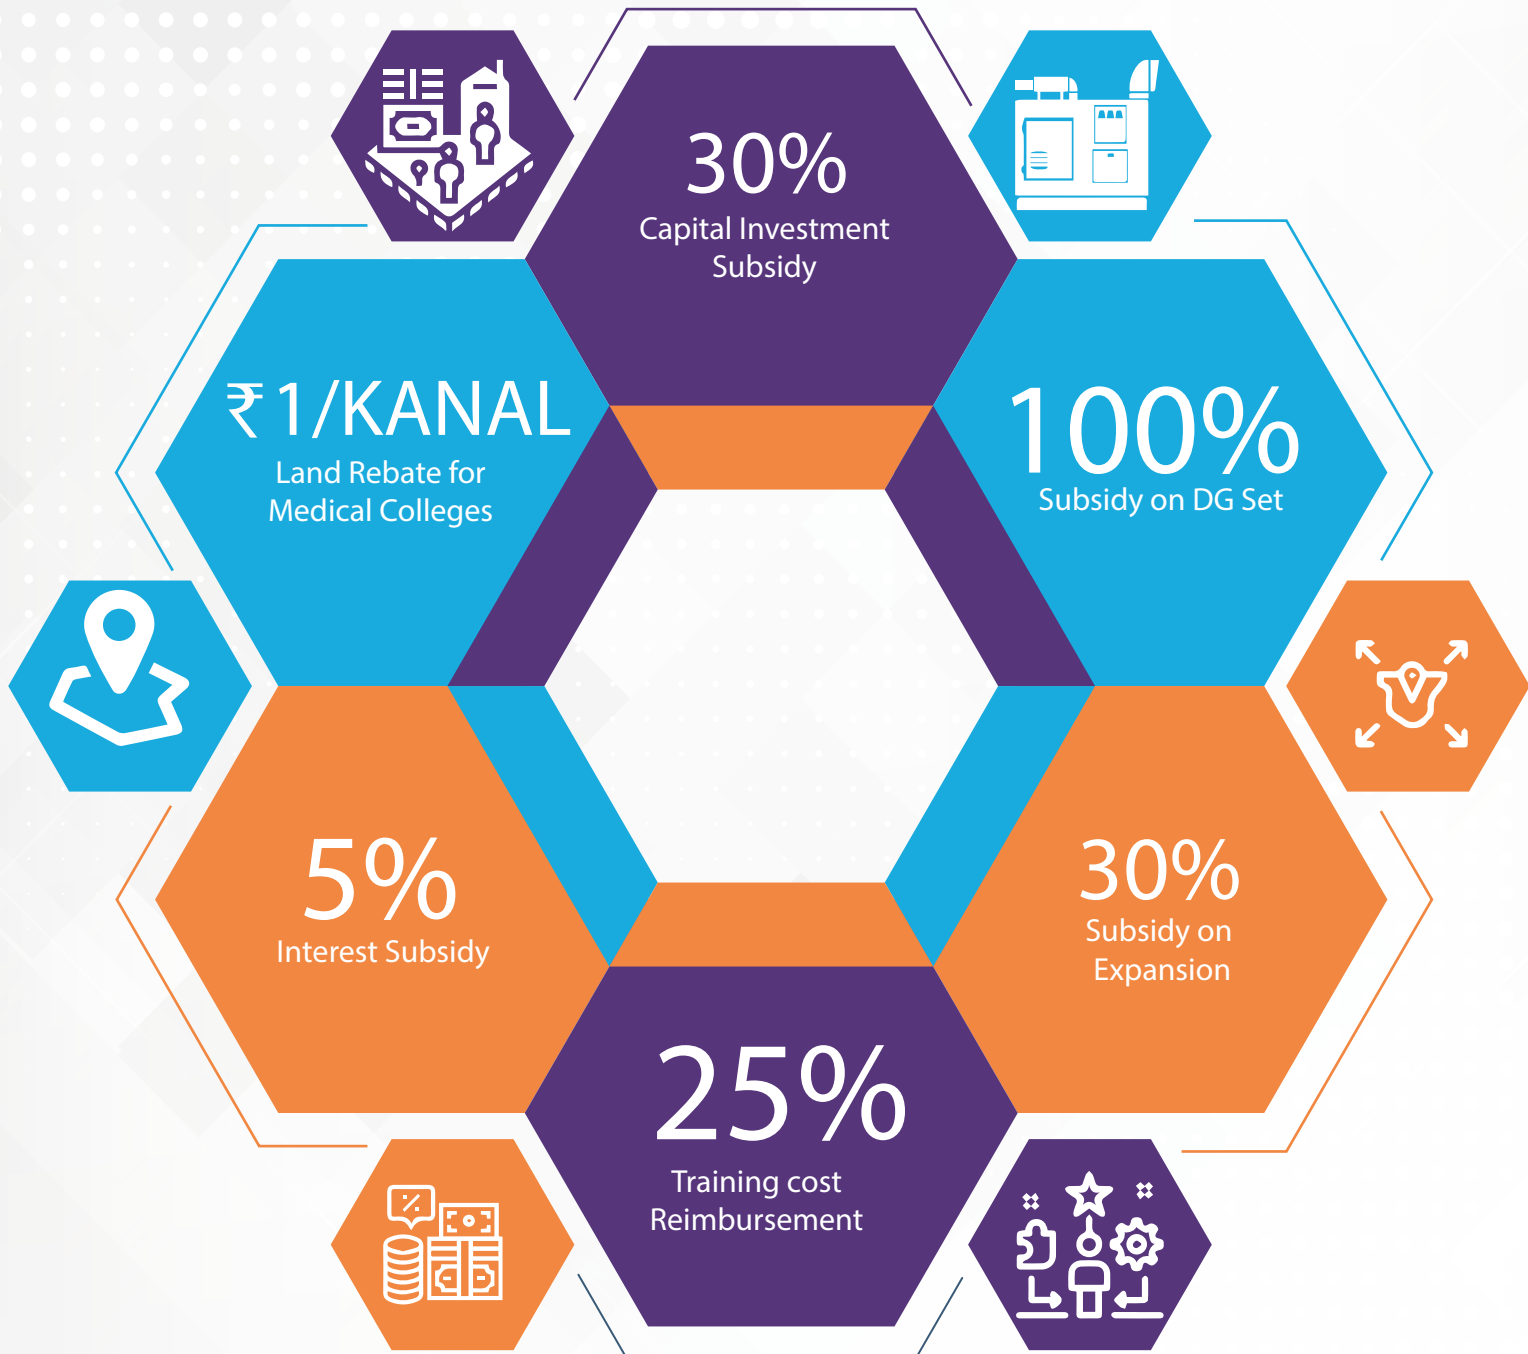 30%
Capital Investment
Subsidy
₹1/KANAL
Land Rebate for
Medical Colleges
100%
Subsidy on DG Set
5%
Interest Subsidy
30%
Subsidy on
Expansion
25%
Training cost
Reimbursement
%